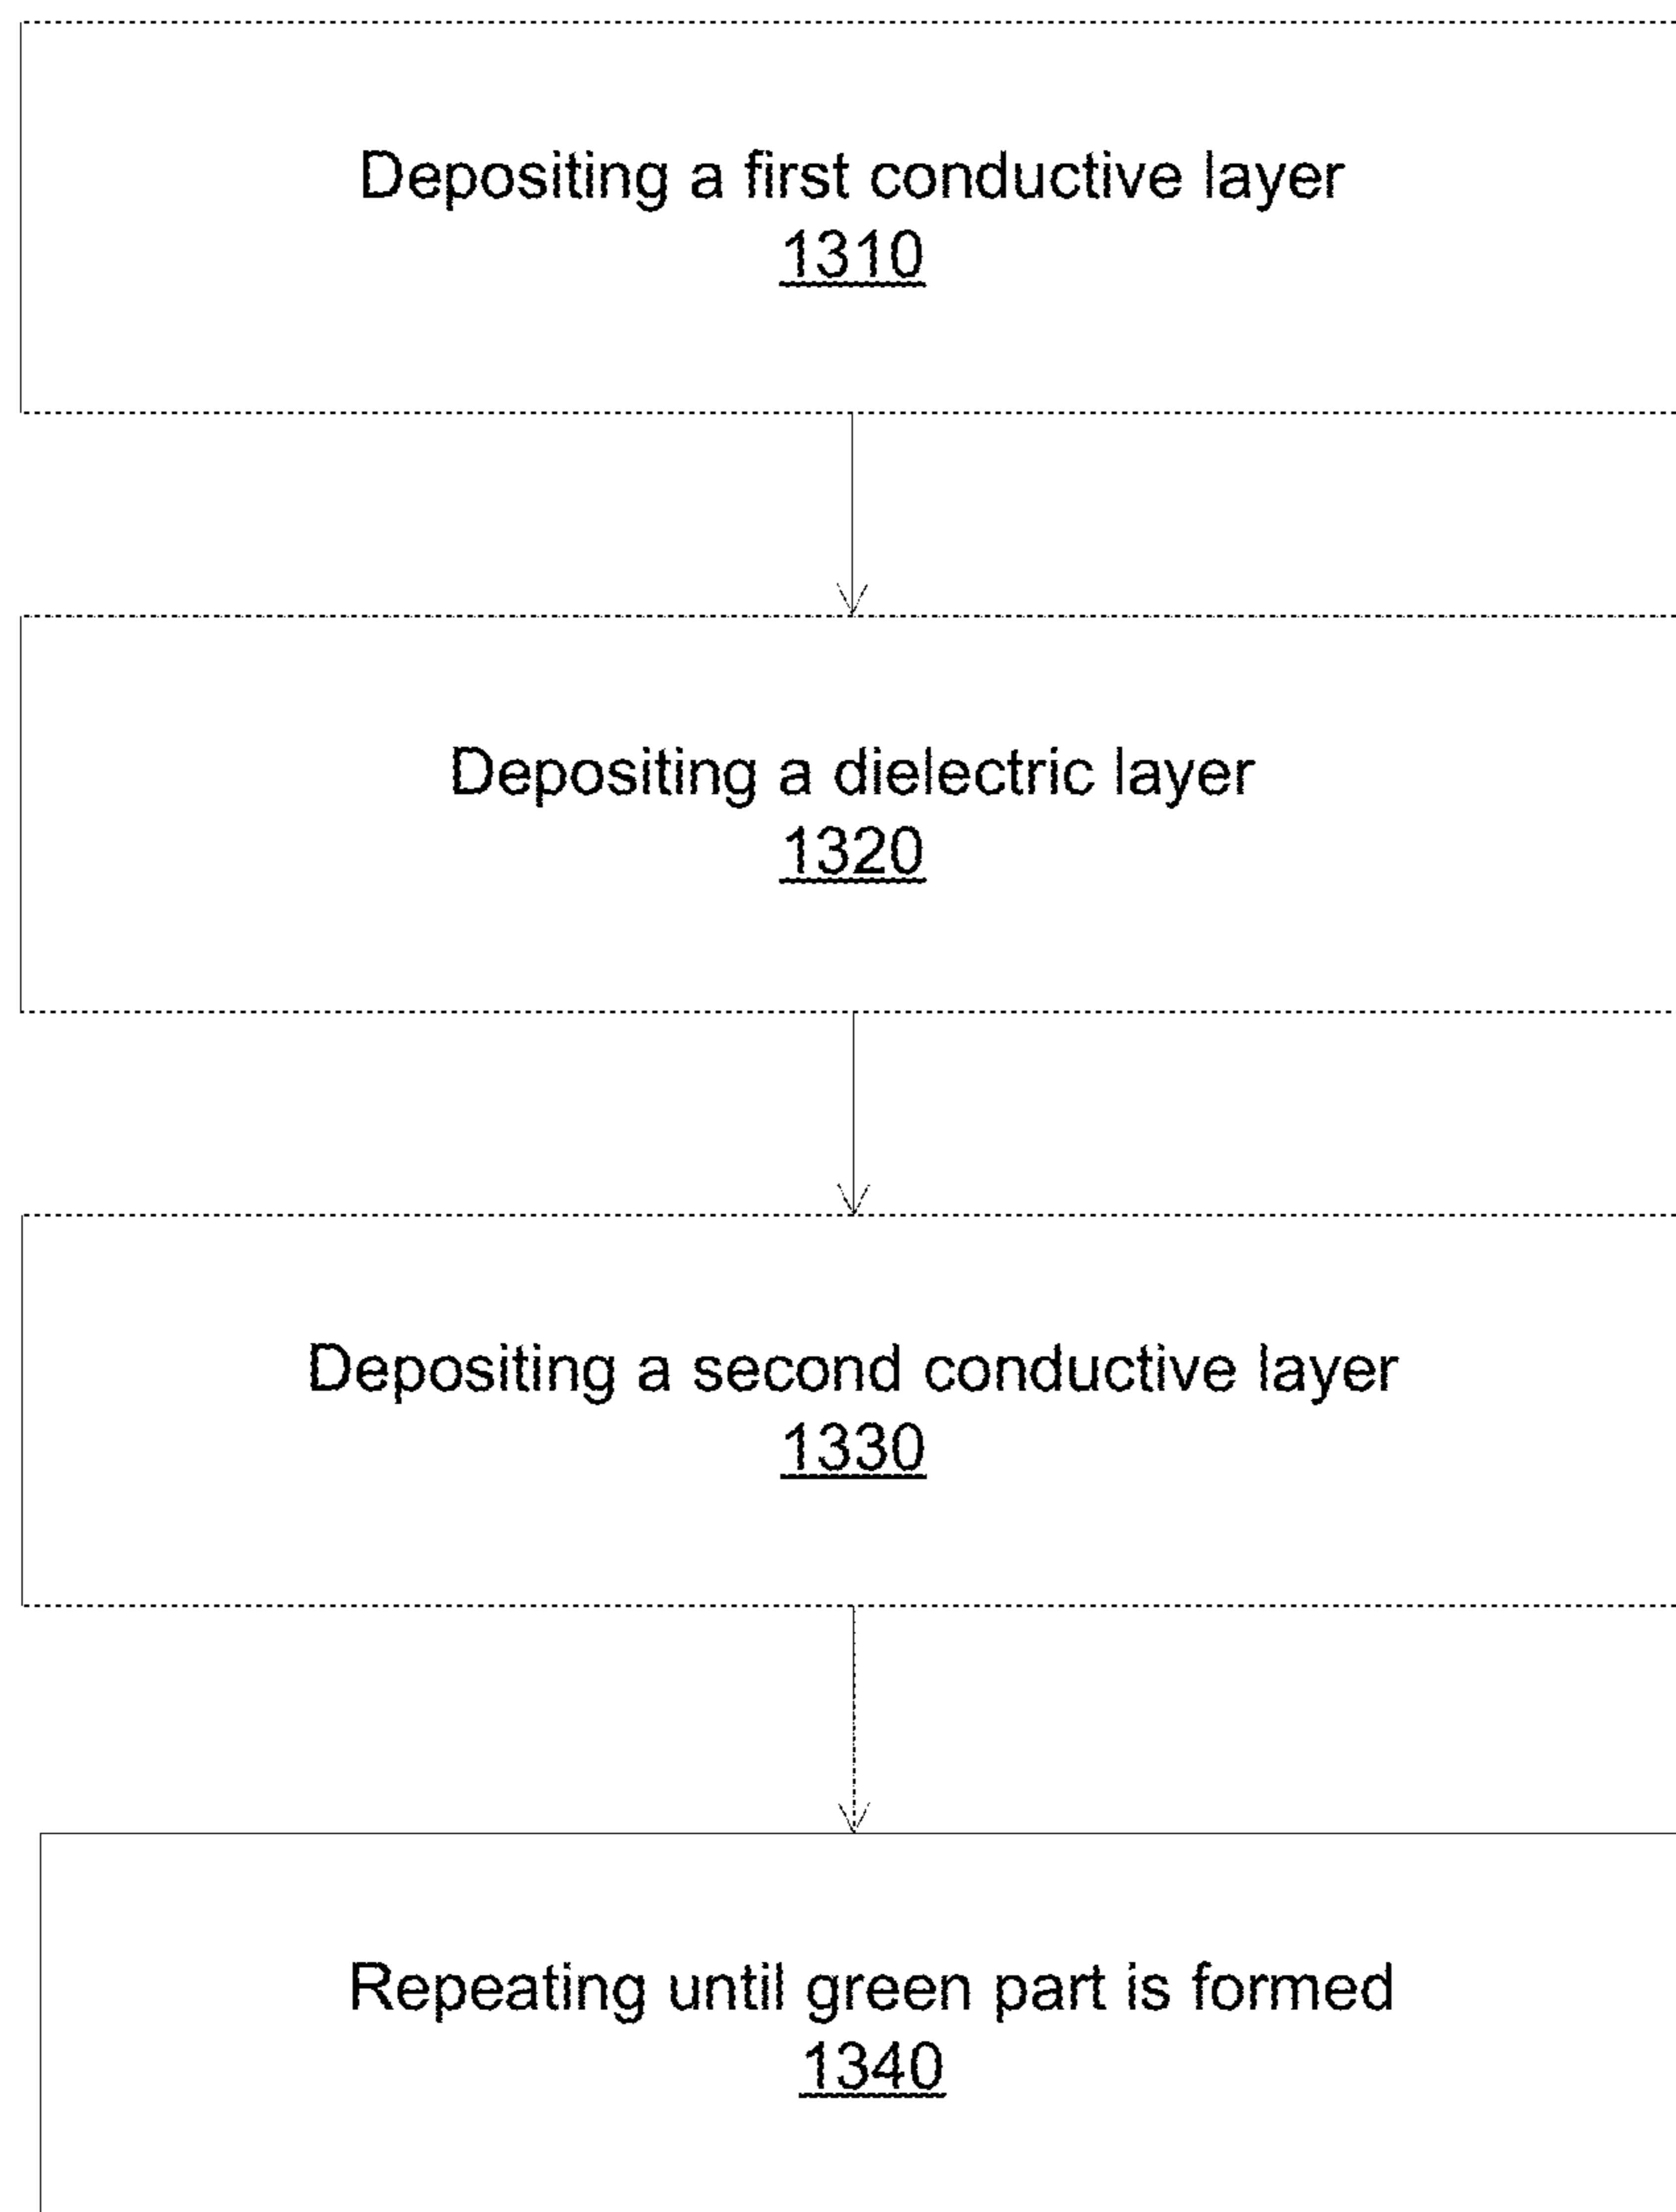 Depositing a first conductive layer
1310
Depositing a dielectric layer
1320
Depositing a second conductive layer
1330
Repeating until green part is formed
1340